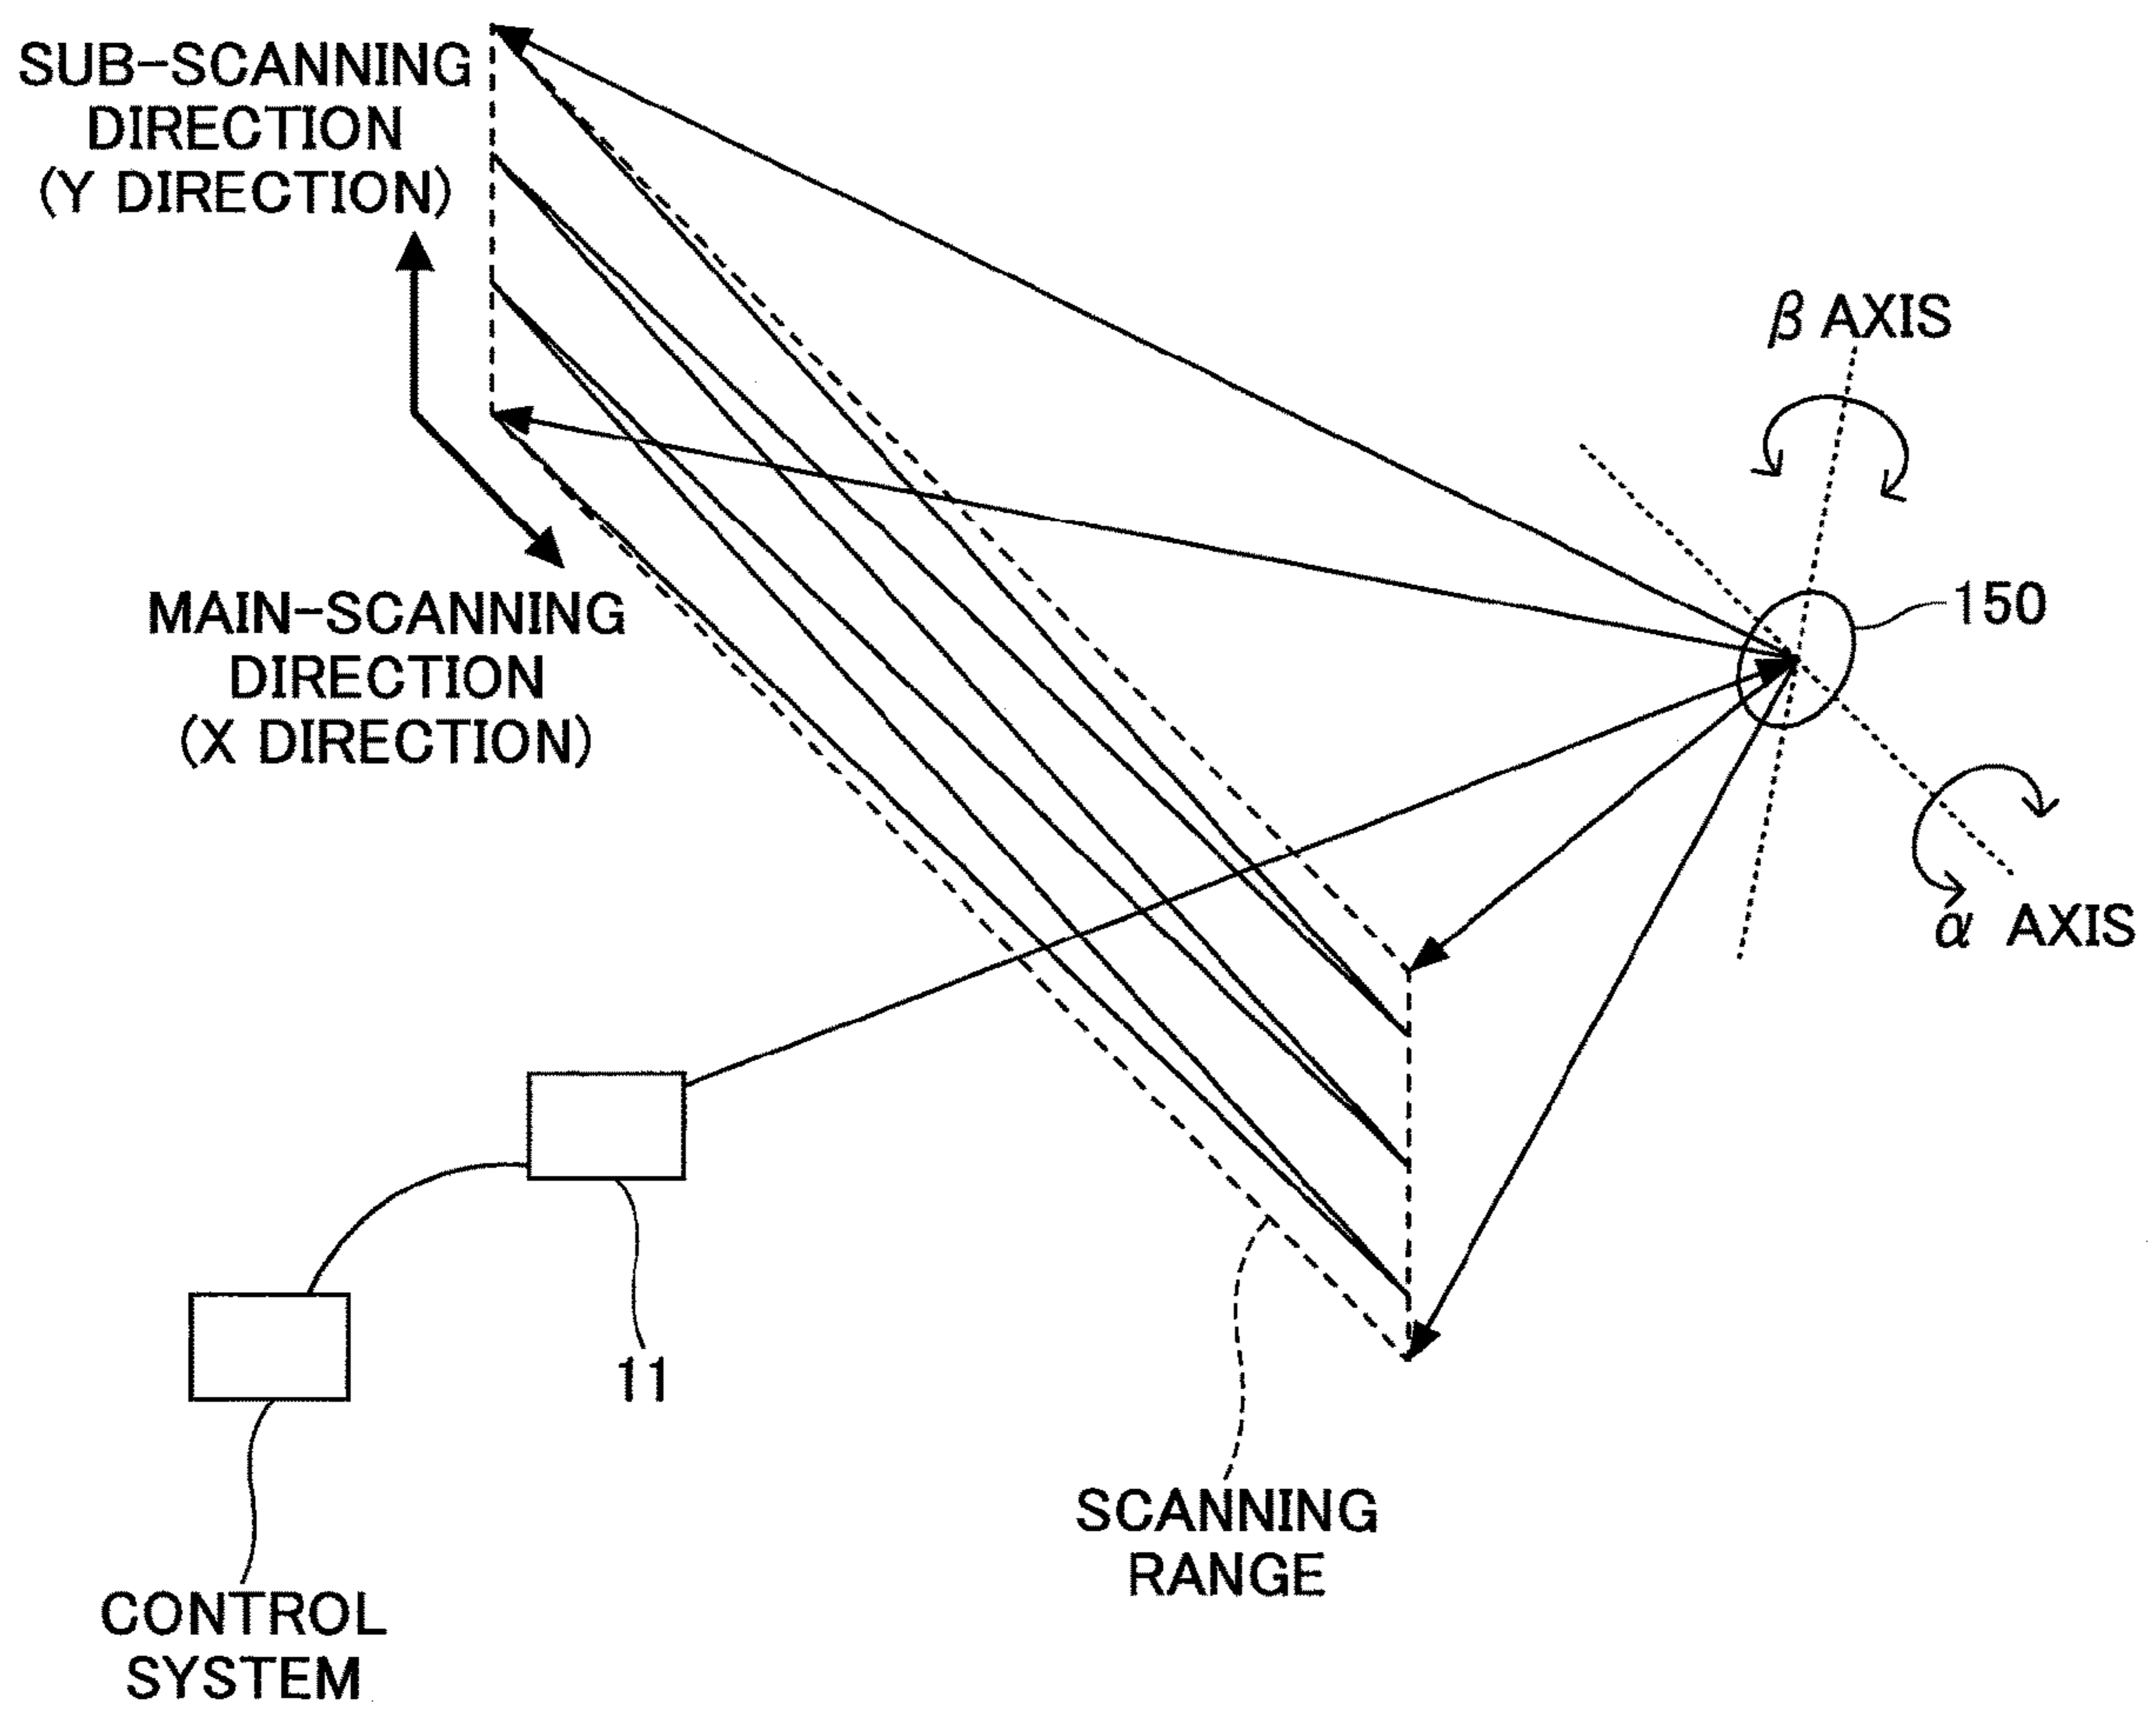 SUB-SCANNING
DIRECTION
(Y DIRECTION)
β AXIS
150
MAIN-SCANNING
DIRECTION
(X DIRECTION)
α AXIS
11
SCANNING
RANGE
CONTROL
SYSTEM